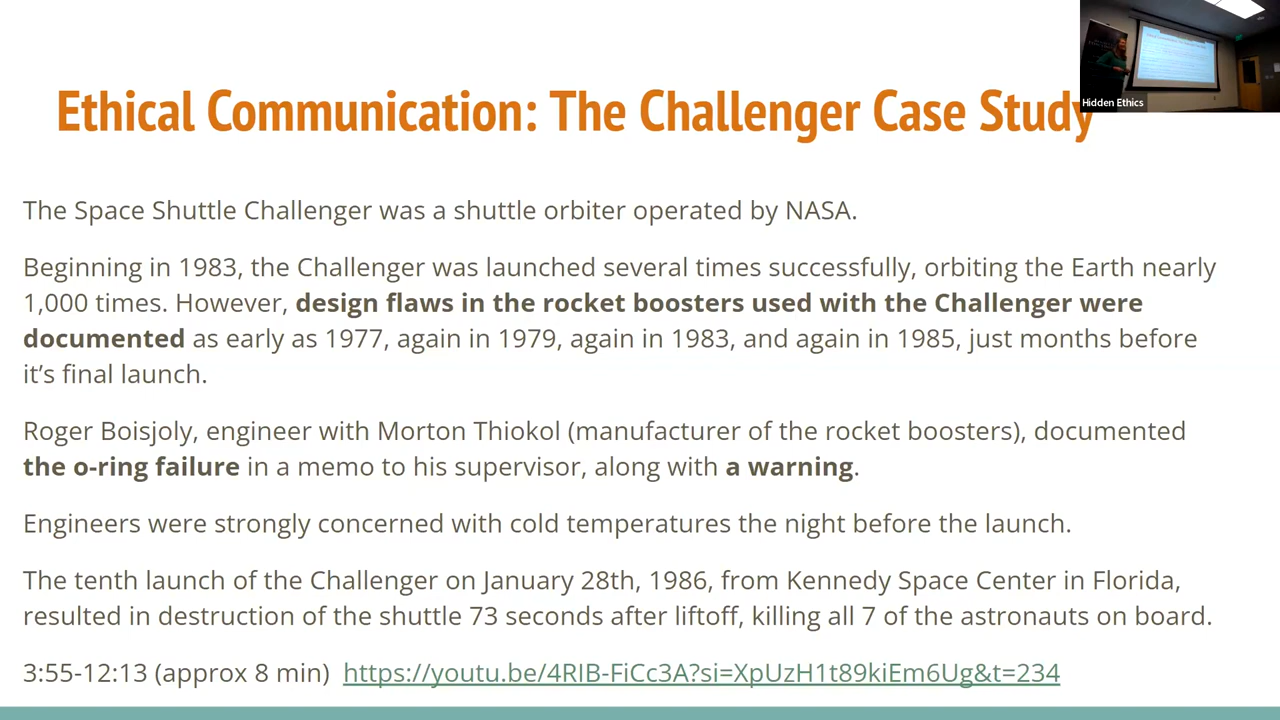 Ethical Communication: The Challenger Case Study
Hidden Ethics
The Space Shuttle Challenger was a shuttle orbiter operated by NASA.
Beginning in 1983, the Challenger was launched several times successfully, orbiting the Earth nearly
1,000 times. However, design flaws in the rocket boosters used with the Challenger were
documented as early as 1977, again in 1979, again in 1983, and again in 1985, just months before
it’s final launch.
Roger Boisjoly, engineer with Morton Thiokol (manufacturer of the rocket boosters), documented
the o-ring failure in a memo to his supervisor, along with a warning.
Engineers were strongly concerned with cold temperatures the night before the launch.
The tenth launch of the Challenger on January 28th, 1986, from Kennedy Space Center in Florida,
resulted in destruction of the shuttle 73 seconds after liftoff, killing all 7 of the astronauts on board.
3:55-12:13 (approx 8 min) https://youtu.be/4RIB-FiCc3A?si=XpUzH1t89kiEm6Ug&t=234